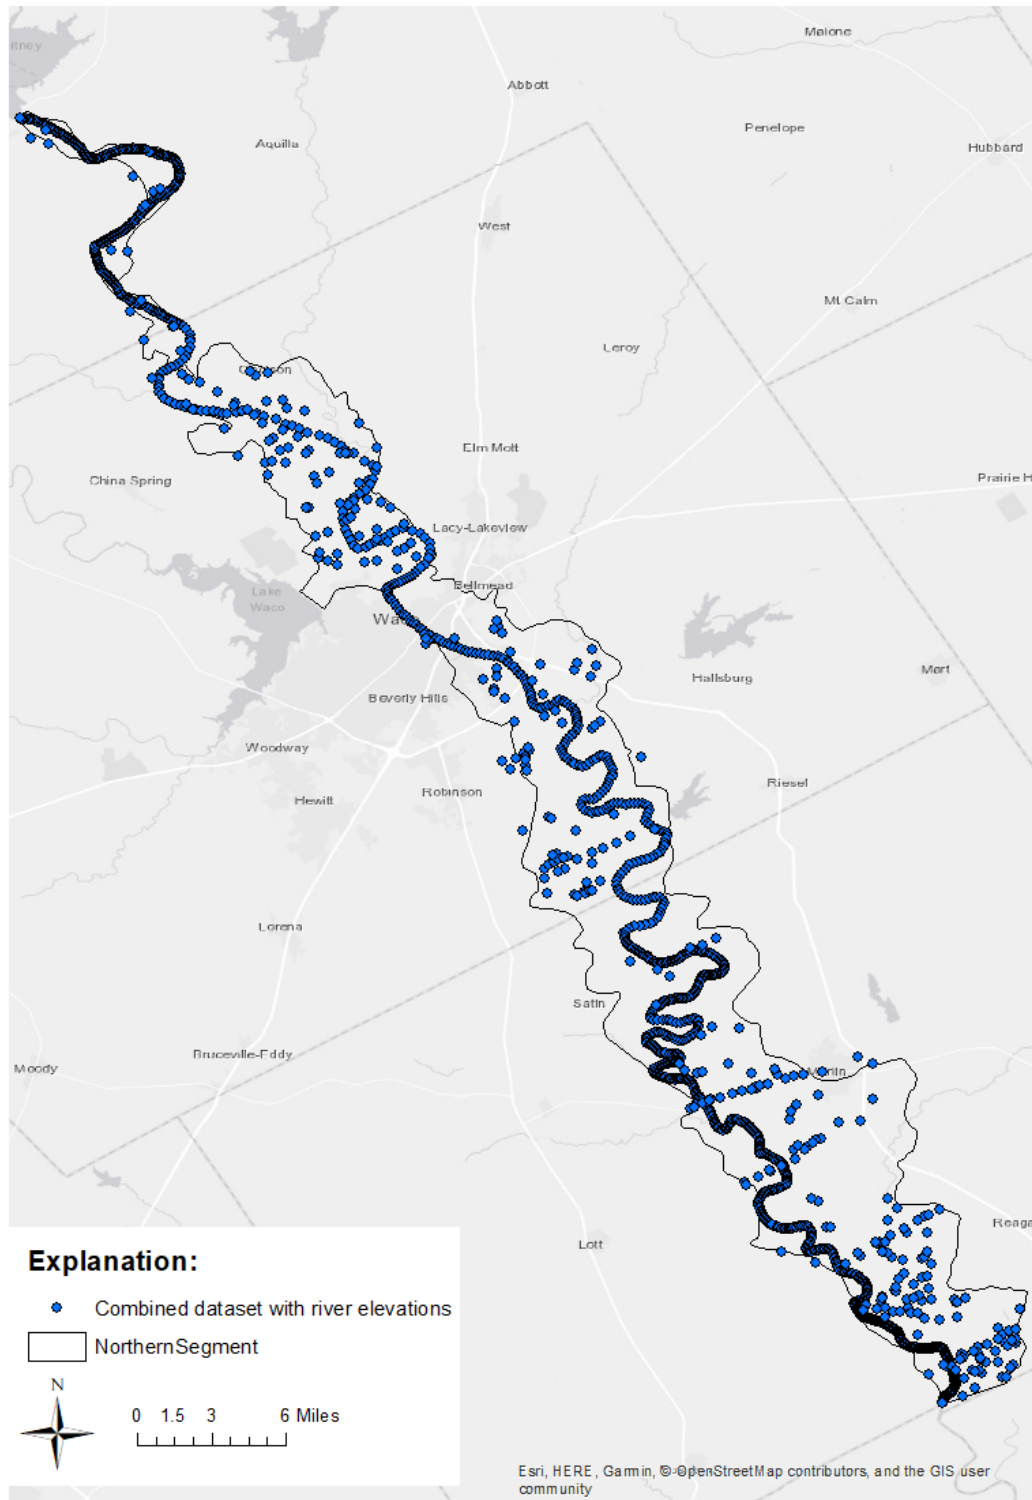 itney
Malone
Abbott
Penelope
Aquilla
Hubbard
West
Mt Calm
Leroy
Elm Mott
China Spring
Prairie H
Lacy-Lakeview
Bellmead
Lake
Waco
Hallsburg
Mart
Beverly Hills
Woodway
Riesel
Robinson
Hewitt
Lorena
Satin
Bruceville-Eddy
Moody
Reaga
Lott
Explanation:
Combined dataset with river elevations
NorthernSegment
N
0 1.5 3 6 Miles
Esri, HERE, Garmin, © OpenStreetMap contributors, and the GIS user
community